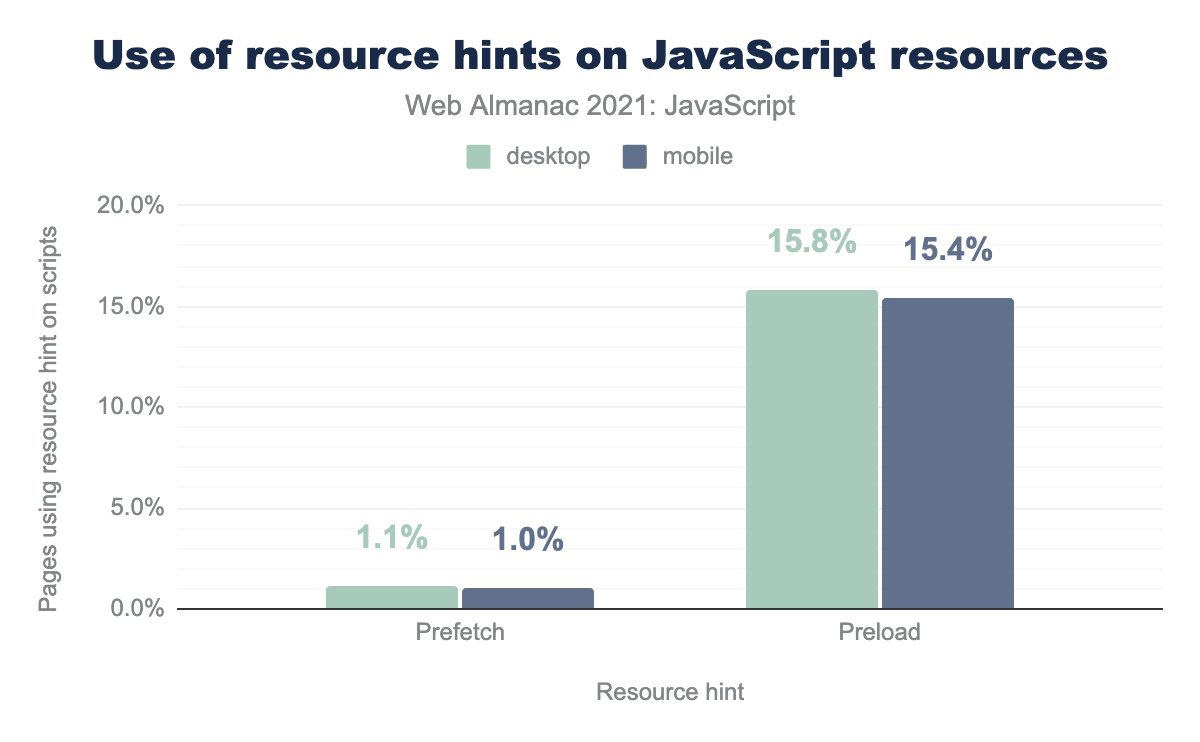 Use of resource hints on JavaScript resources
Web Almanac 2021: JavaScript
desktop mobile
Pages using resource hint on scripts
20.0%
15.0%
10.0%
5.0%
0.0%
1.1% 1.0%
15.8% 15.4%
Prefetch Preload
Resource hint